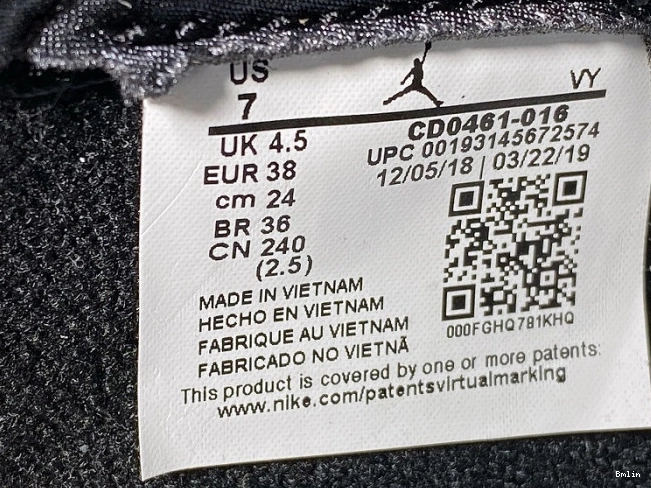 US
7
VY
CD0461-016
UPC 00193145672574
12/05/18 | 03/22/19
UK 4.5
EUR 38
cm 24
BR 36
CN 240
(2.5)
MADE IN VIETNAM
HECHO EN VIETNAM
FABRIQUE AU VIETNAM
FABRICADO NO VIETNÃ
000FGHQ781KHQ
This product is covered by one or more patents:
www.nike.com/patentsvirtualmarking
Bmlin